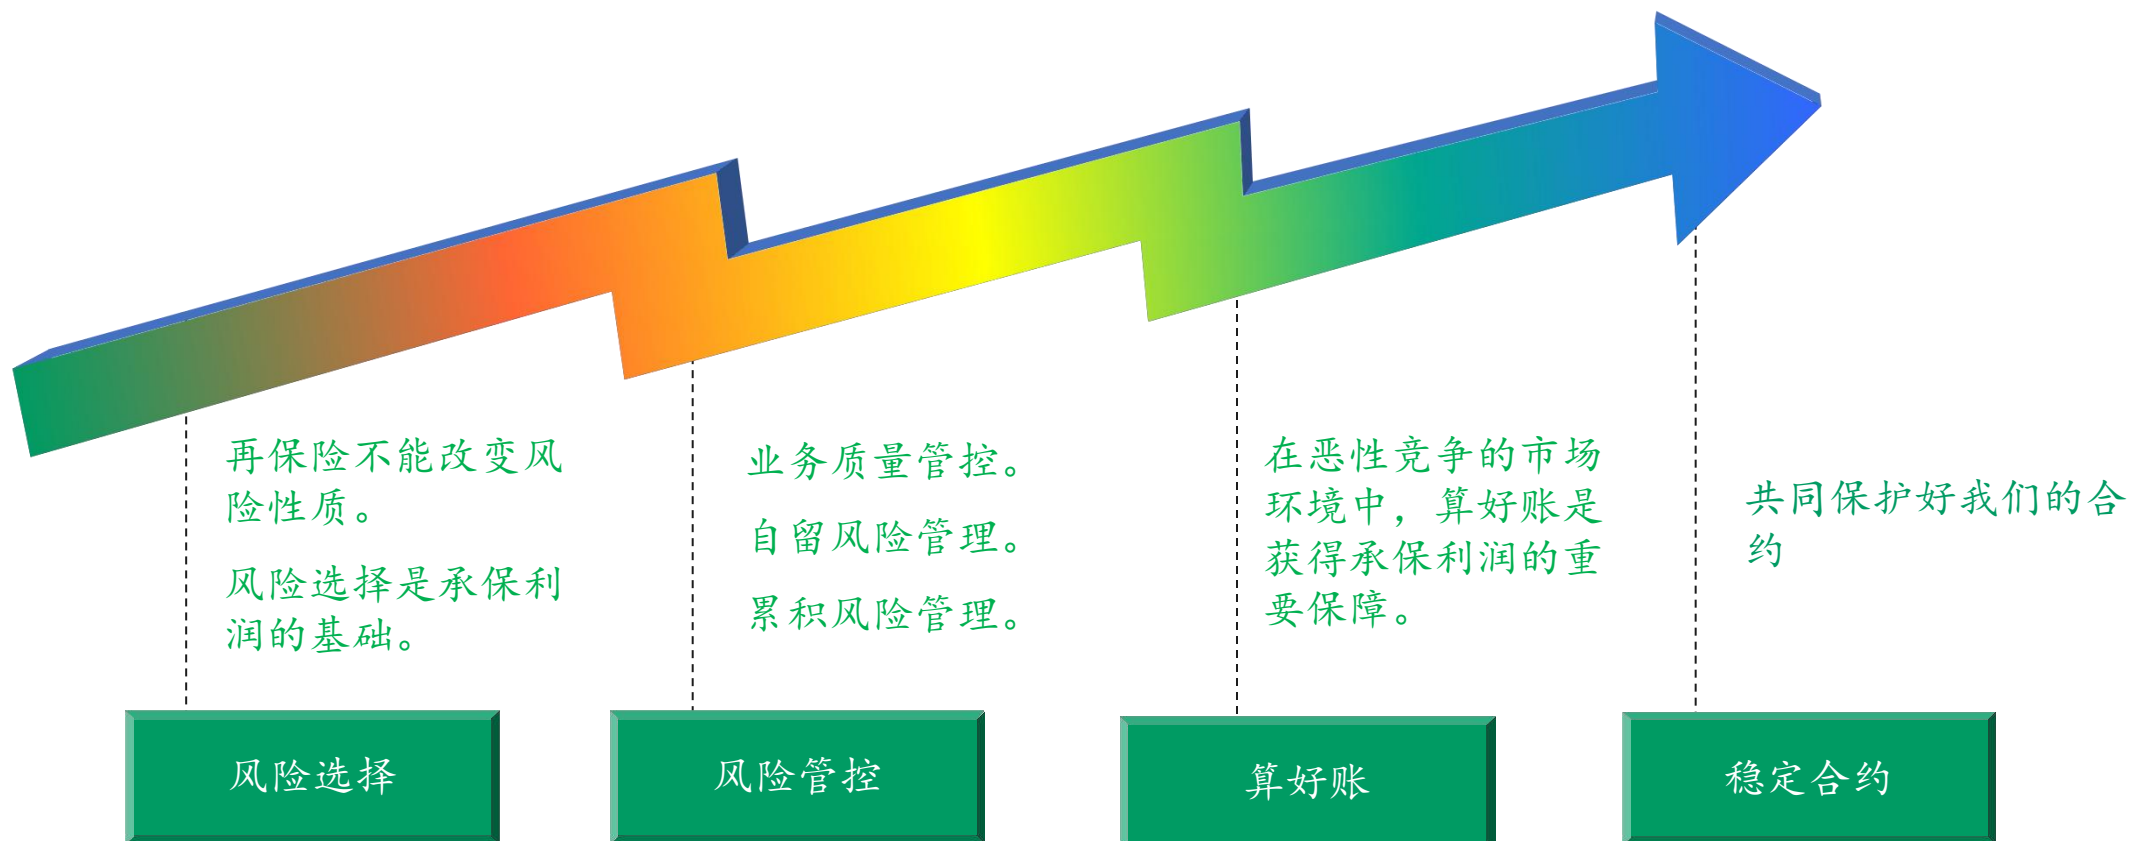 再保险不能改变风
险性质。
风险选择是承保利
润的基础。
业务质量管控。
自留风险管理。
累积风险管理。
在恶性竞争的市场
环境中，算好账是
获得承保利润的重
要保障。
共同保护好我们的合
约
风险选择
风险管控
算好账
稳定合约